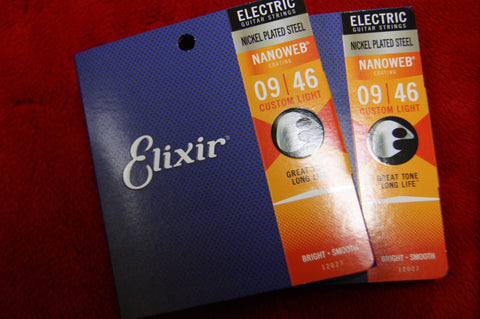 ELECTRIC
GUITAR STRINGS
NICKEL PLATED STEEL
NANOWEB®
COATING
09 | 46
CUSTOM LIGHT
GREAT TONE
LONG LIFE
BRIGHT • SMOOTH
12027
Elixir®
ELECTRIC
GUITAR STRINGS
NICKEL PLATED STEEL
NANOWEB®
COATING
09 | 46
CUSTOM LIGHT
GREAT TONE
LONG LIFE
BRIGHT • SMOOTH
12027